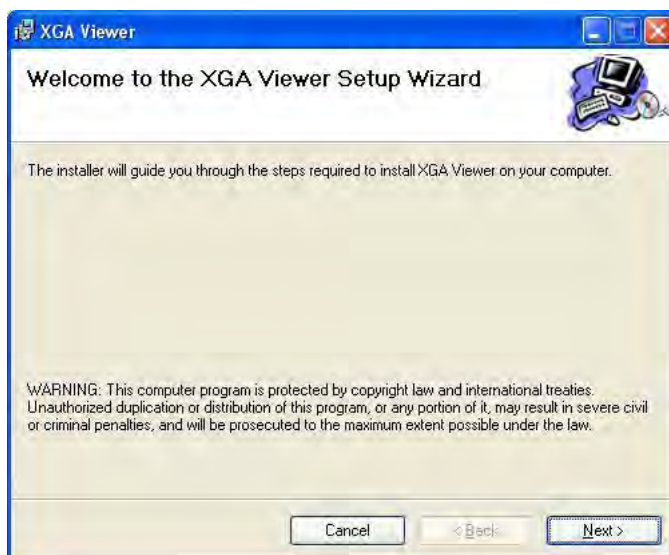 XGA Viewer
Welcome to the XGA Viewer Setup Wizard
The installer will guide you through the steps required to install XGA Viewer on your computer.
WARNING: This computer program is protected by copyright law and international treaties.
Unauthorized duplication or distribution of this program, or any portion of it, may result in severe civil
or criminal penalties, and will be prosecuted to the maximum extent possible under the law.
Cancel
< Back
Next >